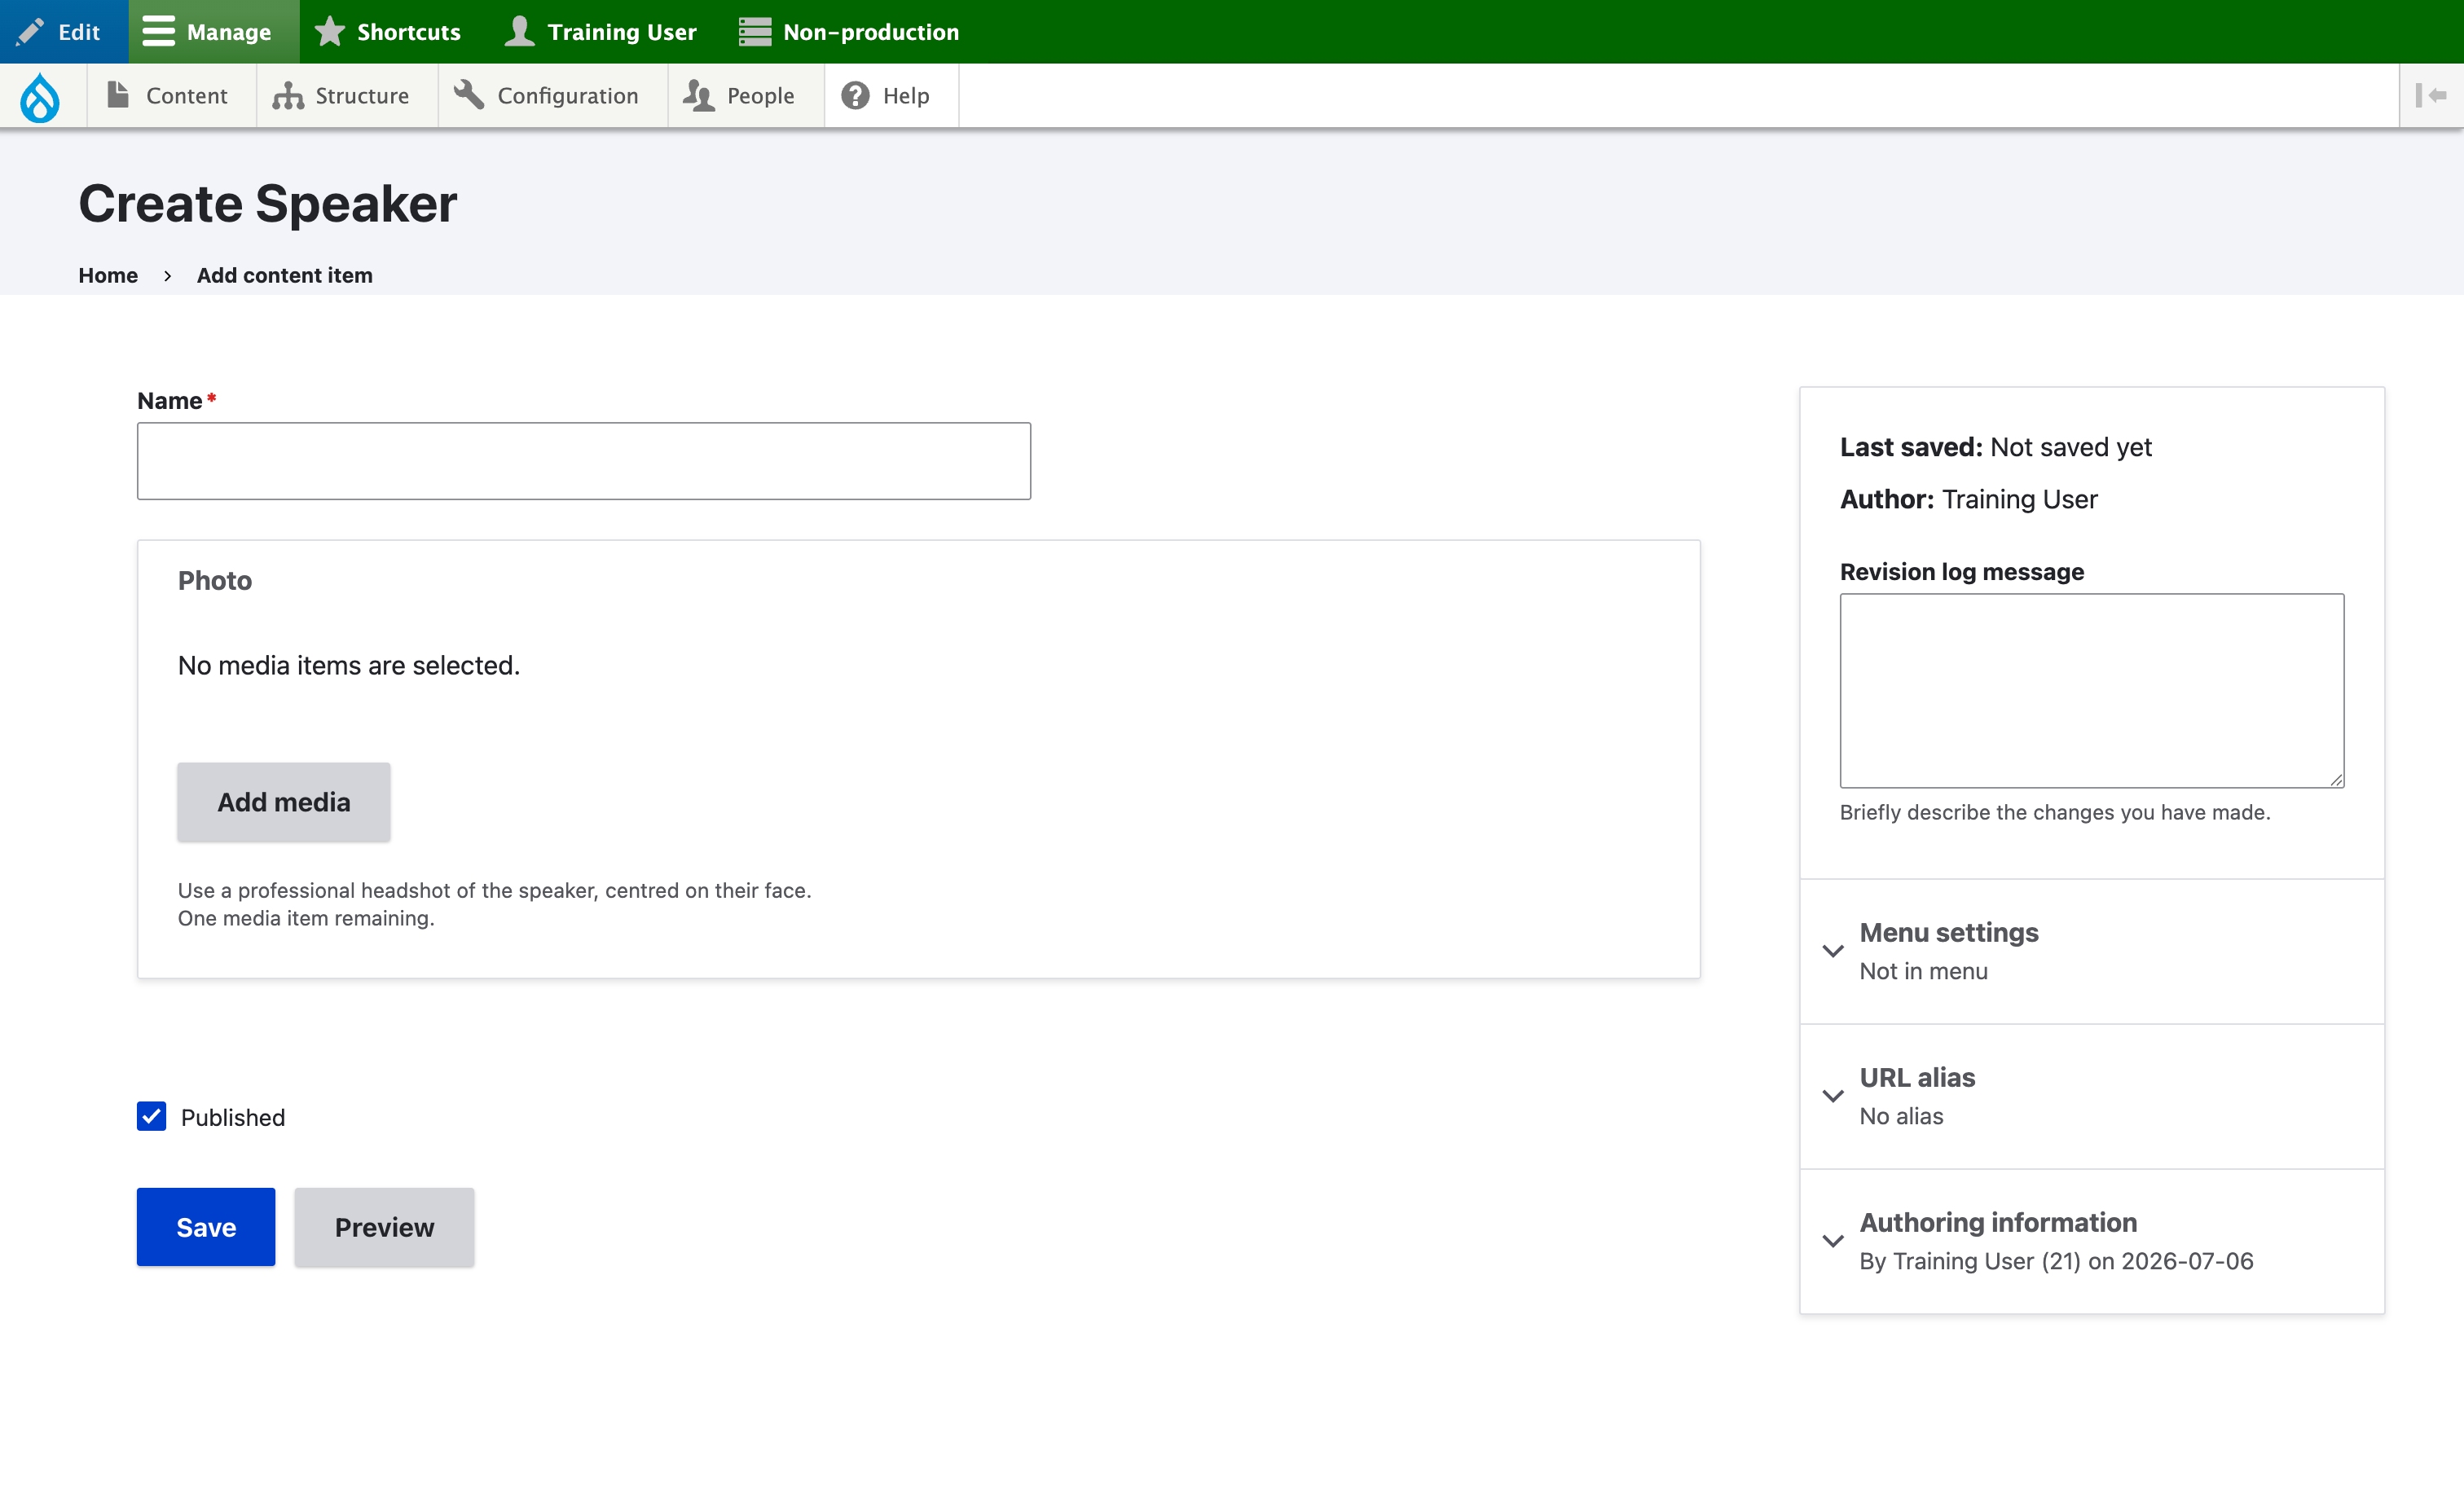 Edit
Manage
Shortcuts
Training User
Non-production
Content
Structure
Configuration
People
Help
Create Speaker
Home › Add content item
Name*
Photo
No media items are selected.
Add media
Use a professional headshot of the speaker, centred on their face.
One media item remaining.
Published
Save
Preview
Last saved: Not saved yet
Author: Training User
Revision log message
Briefly describe the changes you have made.
Menu settings
Not in menu
URL alias
No alias
Authoring information
By Training User (21) on 2026-07-06